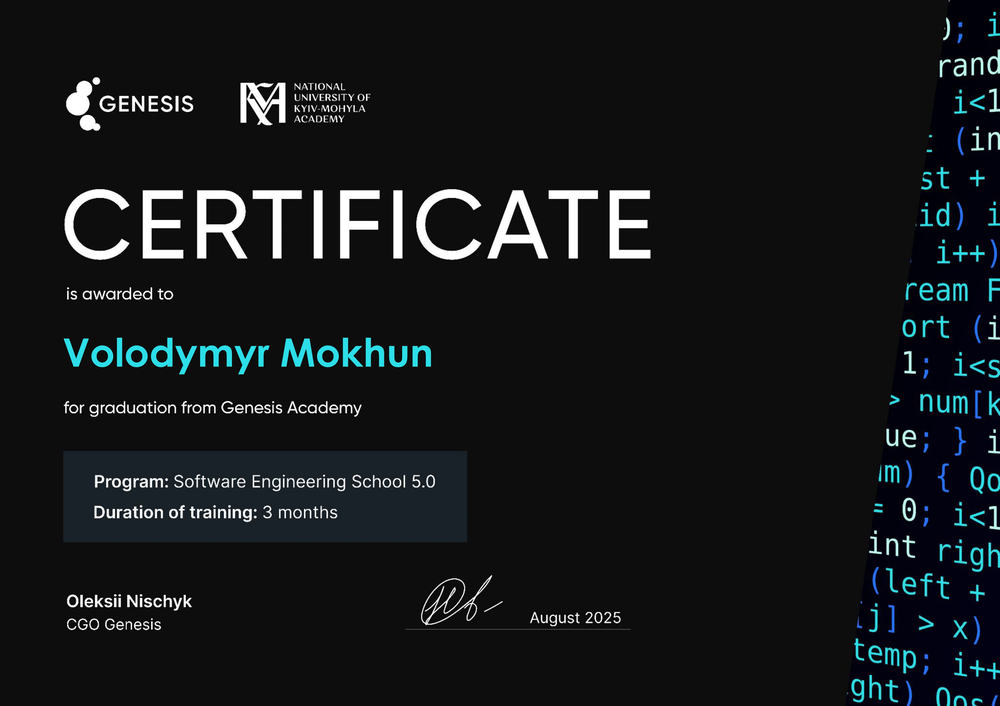 GENESIS
NATIONAL
UNIVERSITY OF
KYIV-MOHYLA
ACADEMY
CERTIFICATE
is awarded to
Volodymyr Mokhun
for graduation from Genesis Academy
Program: Software Engineering School 5.0
Duration of training: 3 months
Oleksii Nischyk
CGO Genesis
August 2025
); i
rand
i<1
(in
st +
id) i
i++)
ream F
ort (i
1; i<s
> num[k
ue; } i
m) { Qo
= 0; i<1
int righ
(left +
[j] > x)
temp; i++
ght) Qos(